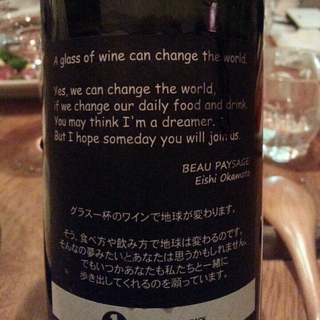 A glass of wine can change the world.
Yes, we can change the world,
if we change our daily food and drink.
You may think I'm a dreamer.
But I hope someday you will join us.
BEAU PAYSAGE
Eishi Okamoto
グラス一杯のワインで地球が変わります。
そう、食べ方や飲み方で地球は変わるのです。
そんなの夢みたいとあなたは思うかもしれません。
でもいつかあなたも私たちと一緒に
歩き出してくれるのを願っています。